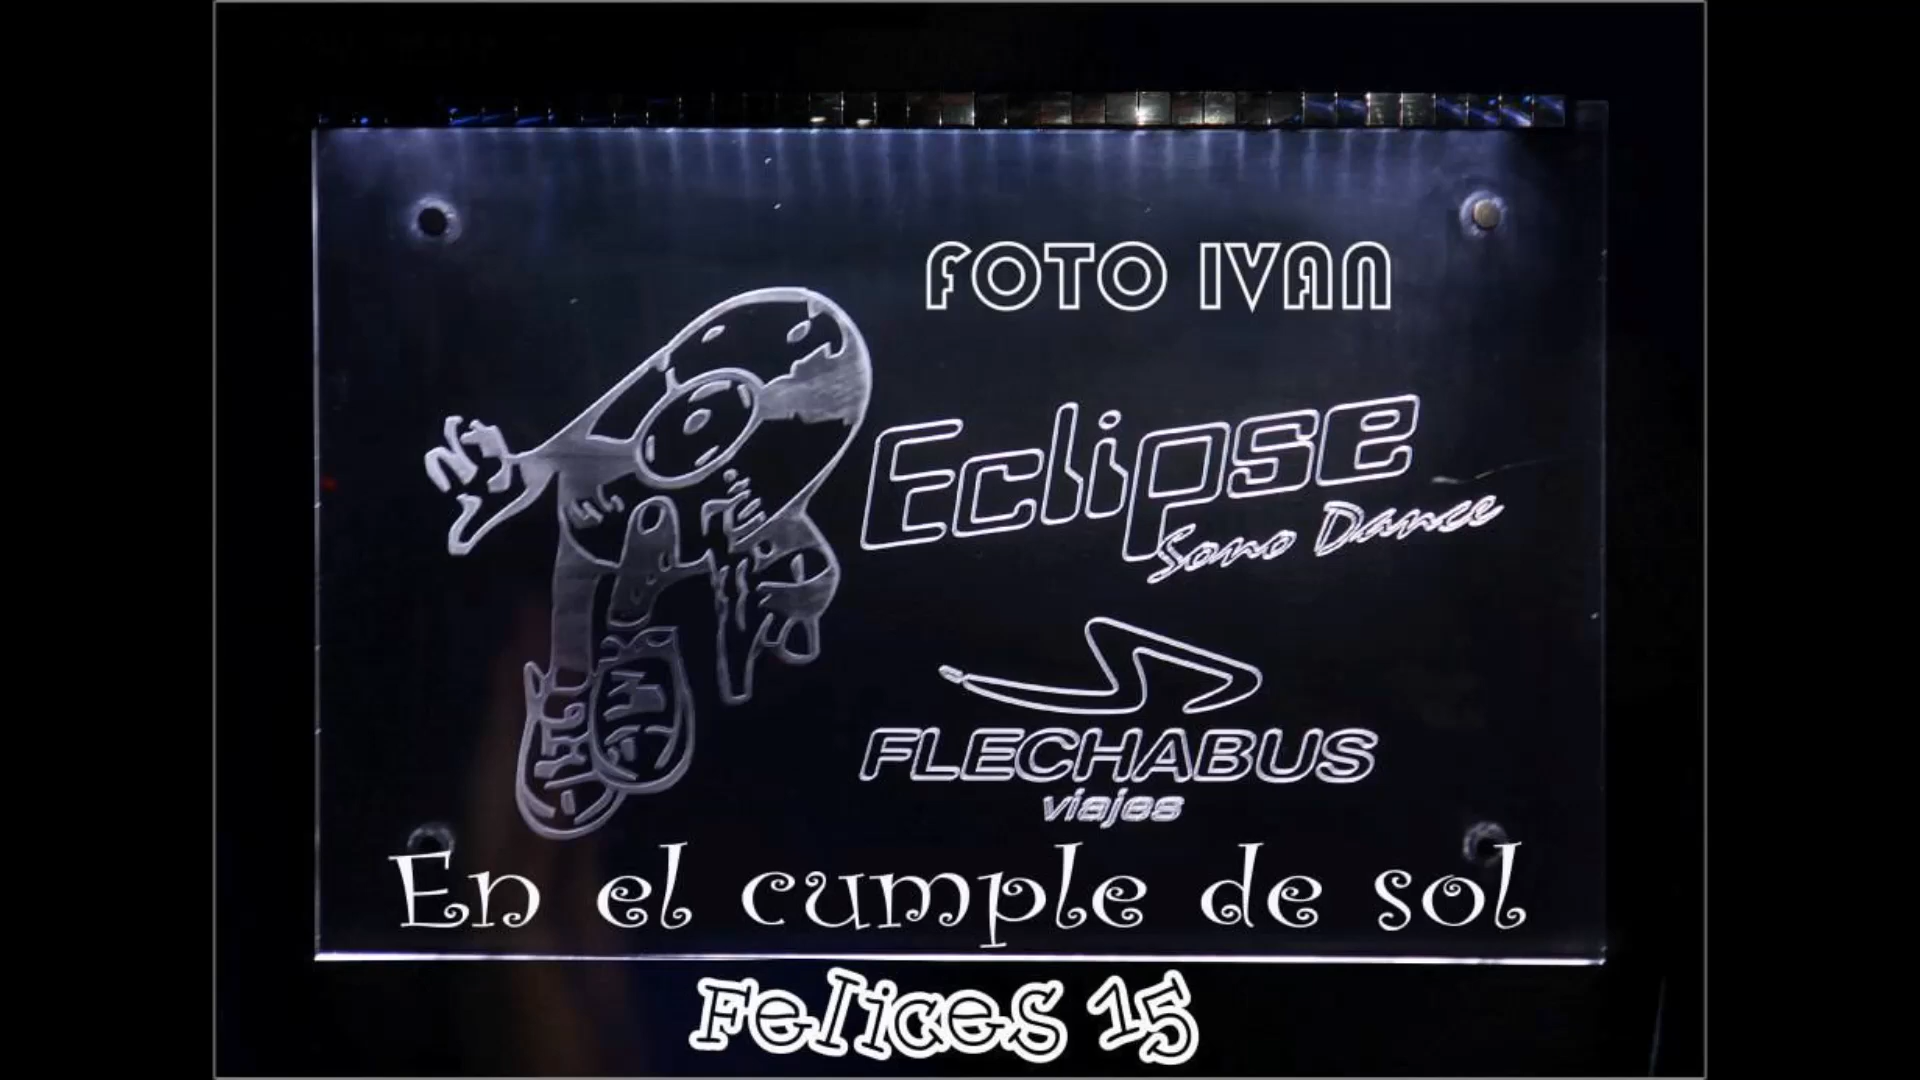 FOTO IVAN
Eclipse
Sono Dance
FLECHABUS
viajes
En el cumple de sol
Felices 15